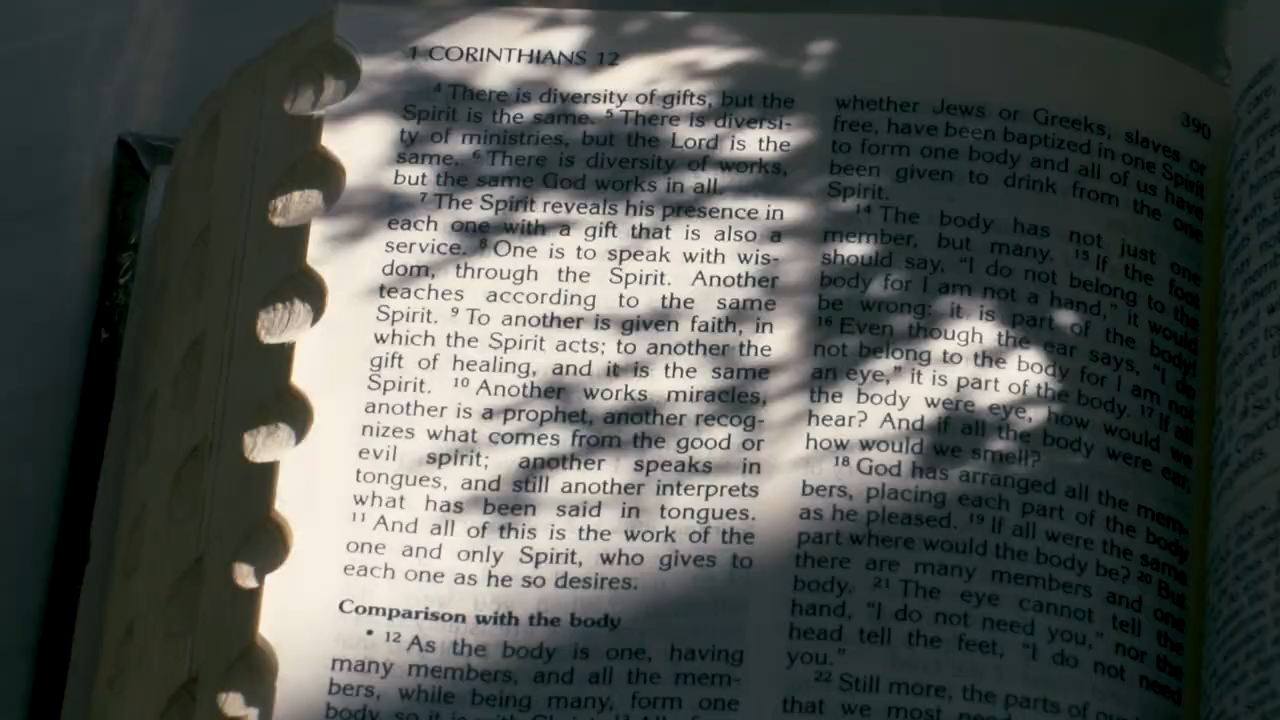 1 CORINTHIANS 12
4 There is diversity of gifts, but the
Spirit is the same. 5 There is diversi-
ty of ministries, but the Lord is the
same. 6 There is diversity of works,
but the same God works in all.
7 The Spirit reveals his presence in
each one with a gift that is also a
service. 8 One is to speak with wis-
dom, through the Spirit. Another
teaches according to the same
Spirit. 9 To another is given faith, in
which the Spirit acts; to another the
gift of healing, and it is the same
Spirit. 10 Another works miracles,
another is a prophet, another recog-
nizes what comes from the good or
evil spirit; another speaks in
tongues, and still another interprets
what has been said in tongues.
11 And all of this is the work of the
one and only Spirit, who gives to
each one as he so desires.
Comparison with the body
• 12 As the body is one, having
many members, and all the mem-
bers, while being many, form one
body, so it is with
390
whether Jews or Greeks, slaves or
free, have been baptized in one Spirit
to form one body and all of us have
been given to drink from the one
Spirit.
14 The body has not just one
member, but many. 15 If the foot
should say, "I do not belong to the
body for I am not a hand," it would
be wrong: it is part of the body!
16 Even though the ear says, "I do
not belong to the body for I am not
an eye," it is part of the body. 17 If all
the body were eye, how would we
hear? And if all the body were ear,
how would we smell?
18 God has arranged all the mem-
bers, placing each part of the body
as he pleased. 19 If all were the same
part where would the body be? 20 But
there are many members and one
body. 21 The eye cannot tell the
hand, "I do not need you," nor the
head tell the feet, "I do not need
you."
22 Still more, the parts of
that we most need